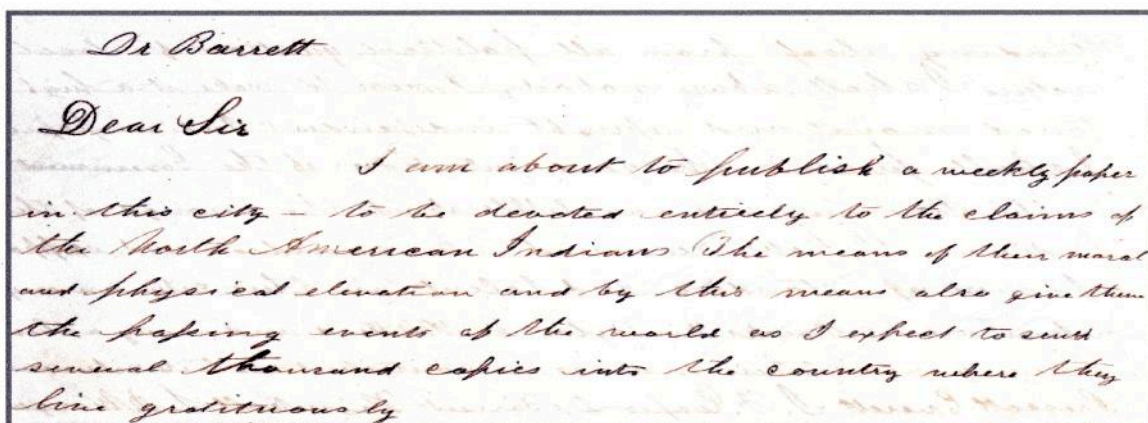 Dr Barrett
Dear Sir
I am about to publish a weekly paper
in this city – to be devoted entirely to the claims of
the North American Indians The means of their moral
and physical elevation and by this means also give them
the passing events of the world as I expect to send
several thousand copies into the country where they
live gratituously